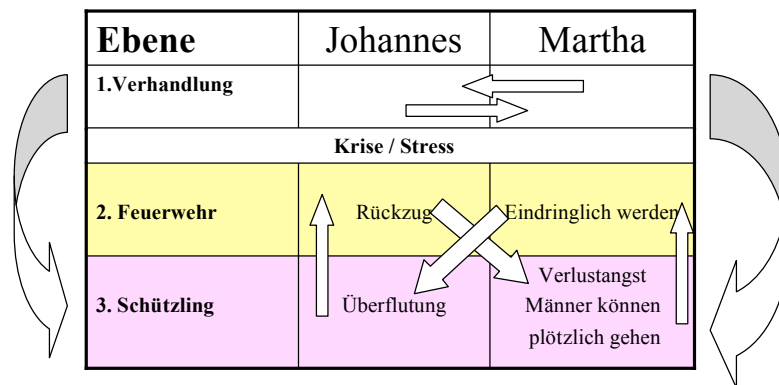 Ebene Johannes Martha
1.Verhandlung
Krise / Stress
2. Feuerwehr Rückzug Eindringlich werden
3. Schützling Überflutung Verlustangst
Männer können
plötzlich gehen